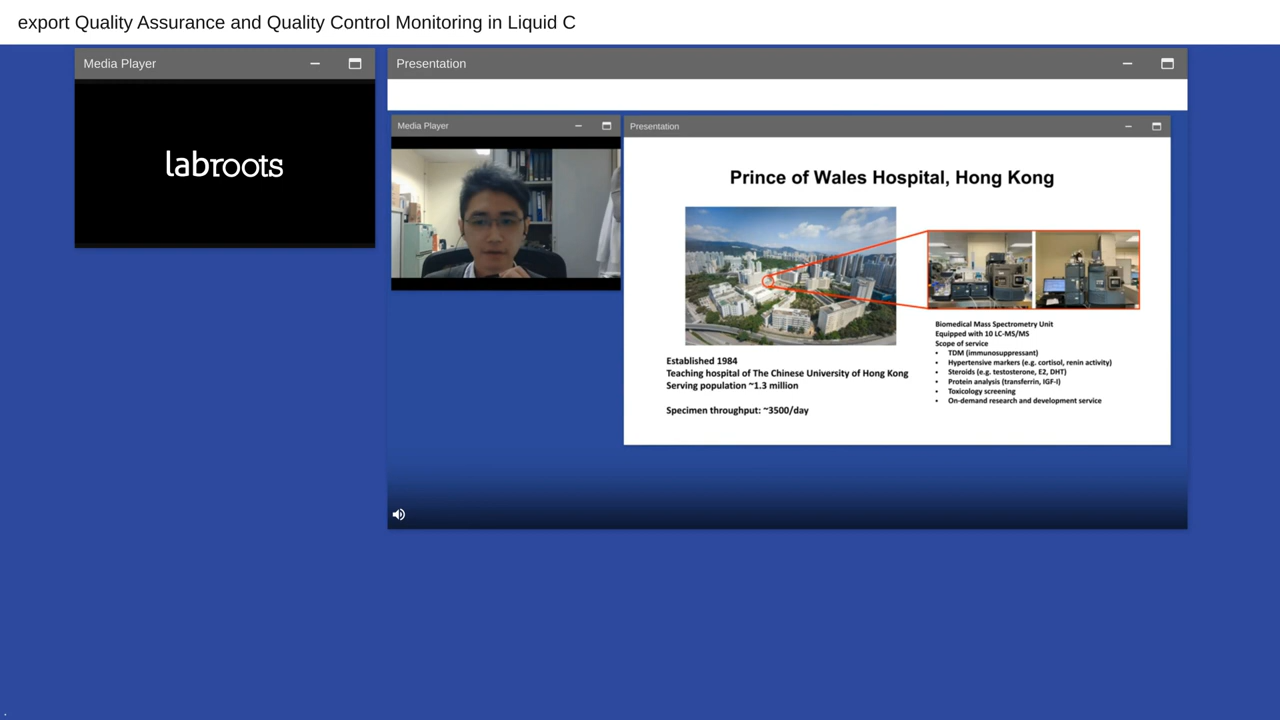 export Quality Assurance and Quality Control Monitoring in Liquid C
Media Player
labroots
Presentation
Media Player
Presentation
Prince of Wales Hospital, Hong Kong
Established 1984
Teaching hospital of The Chinese University of Hong Kong
Serving population ~1.3 million
Specimen throughput: ~3500/day
Biomedical Mass Spectrometry Unit
Equipped with 10 LC-MS/MS
Scope of service
• TDM (immunosuppressant)
• Hypertensive markers (e.g. cortisol, renin activity)
• Steroids (e.g. testosterone, E2, DHT)
• Protein analysis (transferrin, IGF-I)
• Toxicology screening
• On-demand research and development service